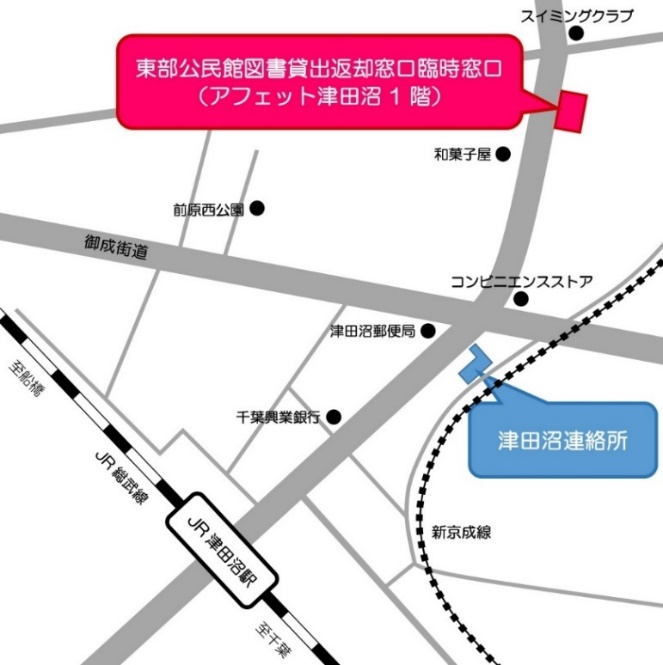 スイミングクラブ
東部公民館図書貸出返却窓口臨時窓口
（アフェット津田沼１階）
和菓子屋
前原西公園
御成街道
コンビニエンスストア
津田沼郵便局
至船橋
千葉興業銀行
津田沼連絡所
JR総武線
新京成線
JR津田沼駅
至千葉